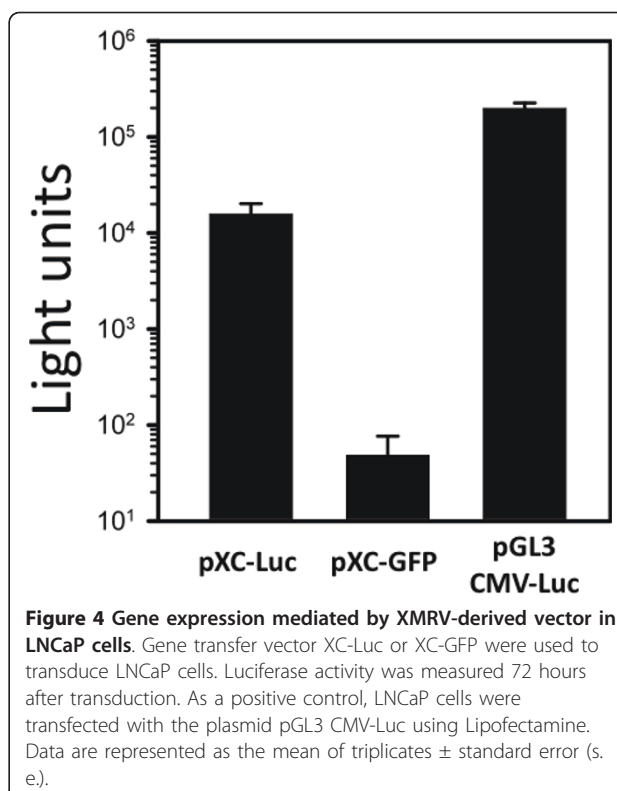 10^6
10^5
10^4
10^3
10^2
10^1
Light units
pXC-Luc pXC-GFP pGL3
CMV-Luc
Figure 4 Gene expression mediated by XMRV-derived vector in
LNCaP cells. Gene transfer vector XC-Luc or XC-GFP were used to
transduce LNCaP cells. Luciferase activity was measured 72 hours
after transduction. As a positive control, LNCaP cells were
transfected with the plasmid pGL3 CMV-Luc using Lipofectamine.
Data are represented as the mean of triplicates ± standard error (s.
e.).